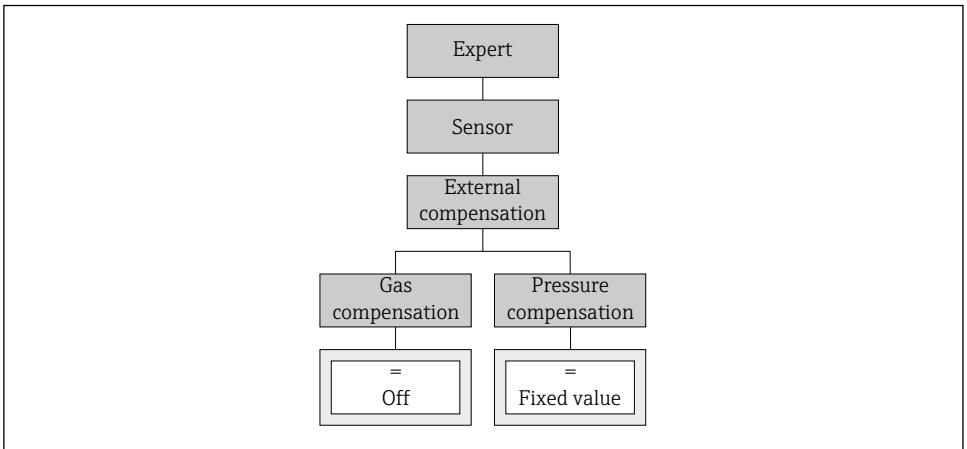 Expert
Sensor
External
compensation
Gas
compensation
Pressure
compensation
=
Off
=
Fixed value